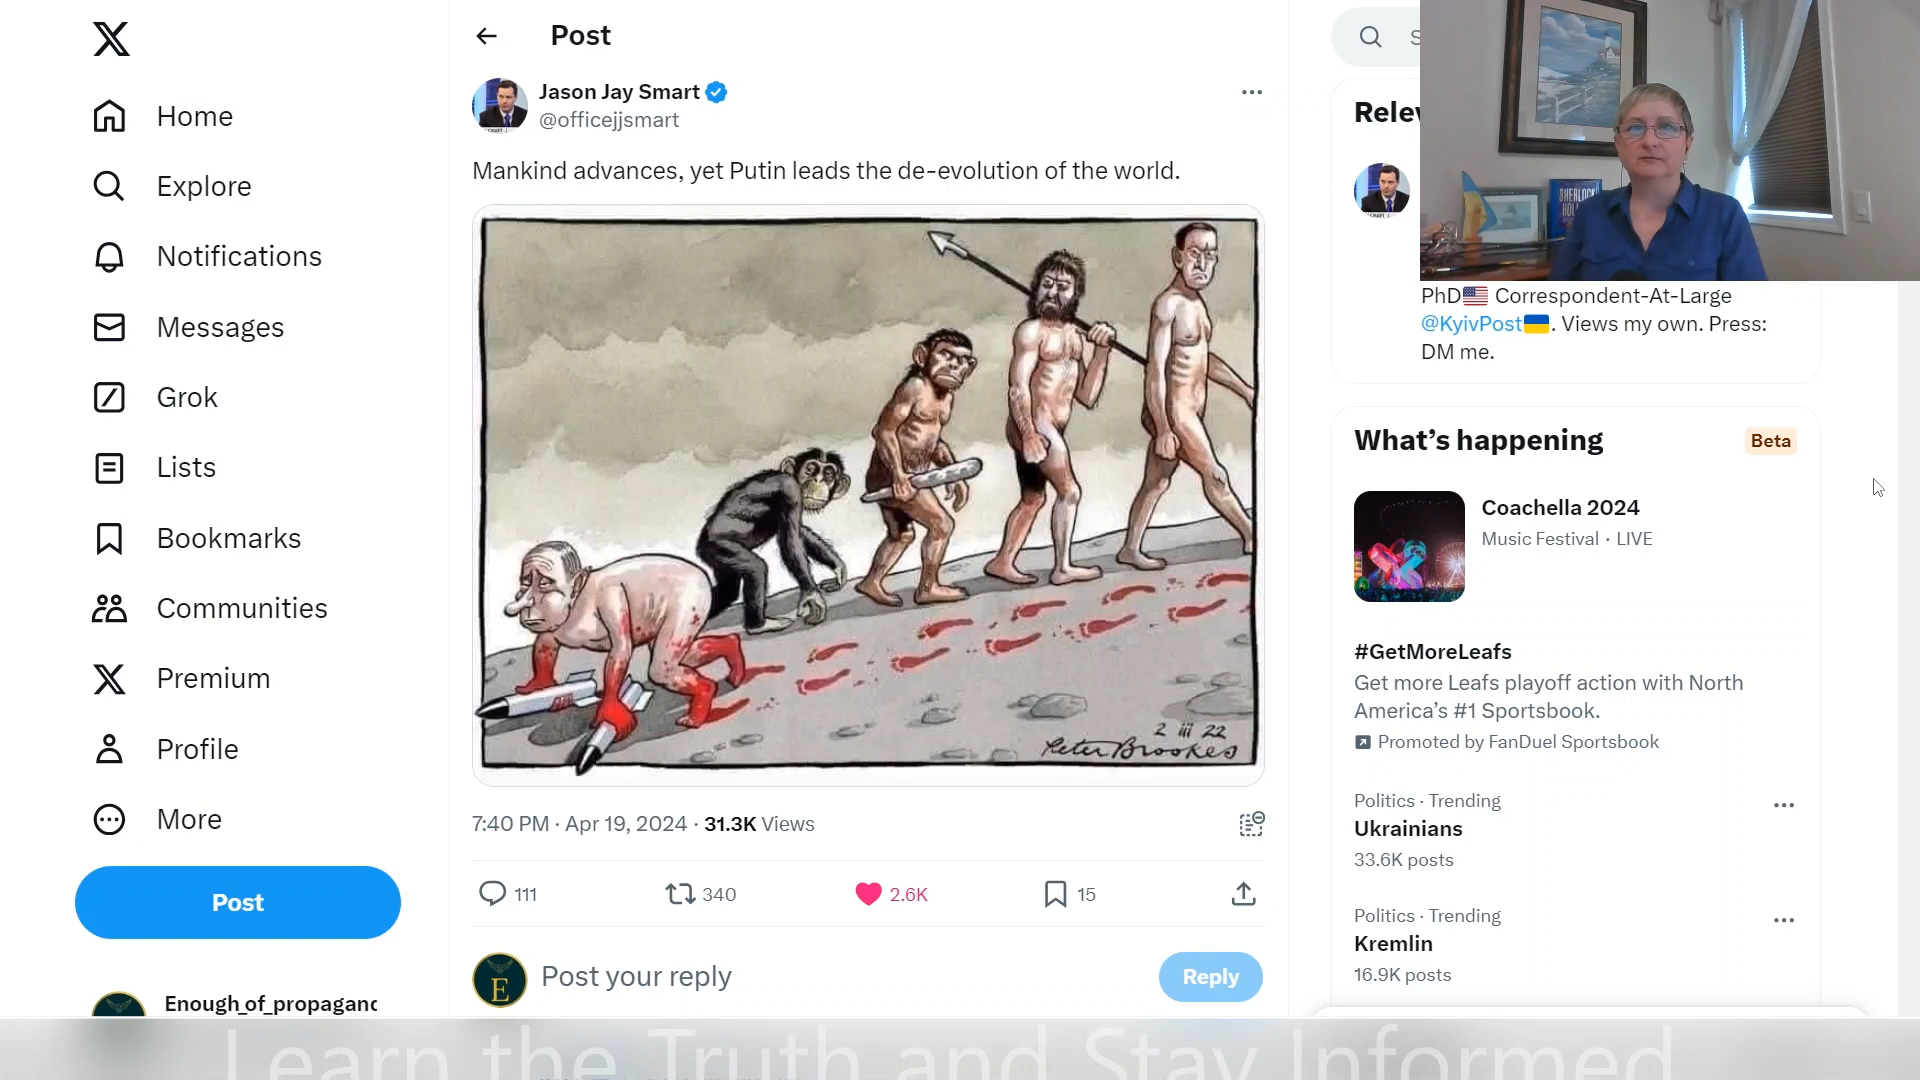 Home
Explore
Notifications
Messages
Grok
Lists
Bookmarks
Communities
Premium
Profile
More
Post
Enough_of_propagand
Post
Jason Jay Smart
@officejjsmart
Mankind advances, yet Putin leads the de-evolution of the world.
2 iii 22
Peter Brookes
7:40 PM · Apr 19, 2024 · 31.3K Views
111
340
2.6K
15
E
Post your reply
Reply
S
Relev
SHERLOCK
PhD🇺🇸 Correspondent-At-Large
@KyivPost🇺🇦. Views my own. Press:
DM me.
What's happening
Beta
Coachella 2024
Music Festival · LIVE
#GetMoreLeafs
Get more Leafs playoff action with North
America's #1 Sportsbook.
Promoted by FanDuel Sportsbook
Politics · Trending
Ukrainians
33.6K posts
Politics · Trending
Kremlin
16.9K posts
Learn the Truth and Stay Informed